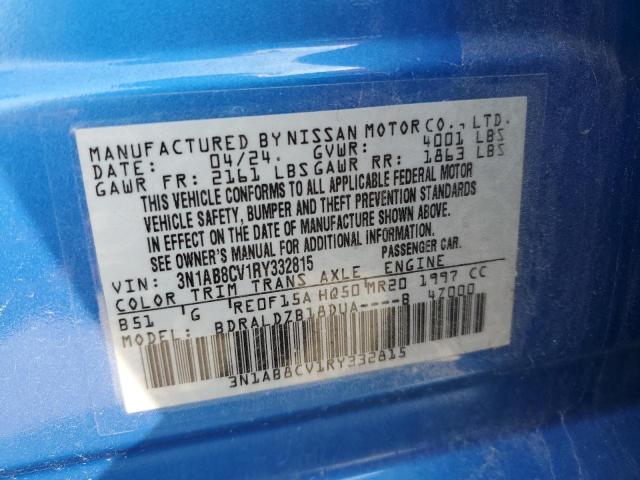 MANUFACTURED BY NISSAN MOTOR CO., LTD.
DATE: 04/24. GVWR: 4001 LBS
GAWR FR: 2161 LBS GAWR RR: 1863 LBS
THIS VEHICLE CONFORMS TO ALL APPLICABLE FEDERAL MOTOR
VEHICLE SAFETY, BUMPER AND THEFT PREVENTION STANDARDS
IN EFFECT ON THE DATE OF MANUFACTURE SHOWN ABOVE.
SEE OWNER'S MANUAL FOR ADDITIONAL INFORMATION.
VIN: 3N1AB8CV1RY332815 PASSENGER CAR.
COLOR TRIM TRANS AXLE ENGINE
B51 G RE0F15A HQ50 MR20 1997 CC
MODEL: BDRALDZB18DUA----B 47000
3N1AB8CV1RY332815